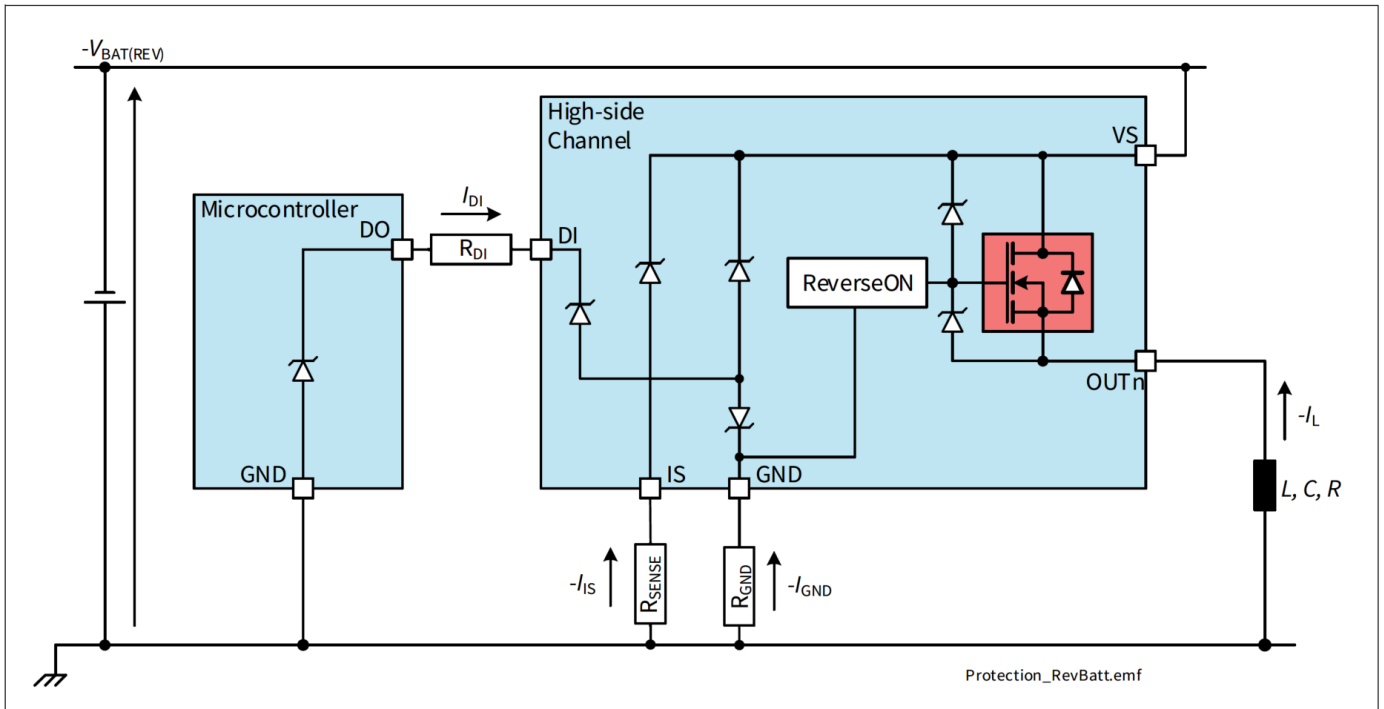 -VBAT(REV)
High-side
Channel
VS
Microcontroller
DO
IDI
RDI
DI
ReverseON
OUTn
-IL
GND
IS
GND
L, C, R
-IIS
RSENSE
RGND
-IGND
Protection_RevBatt.emf